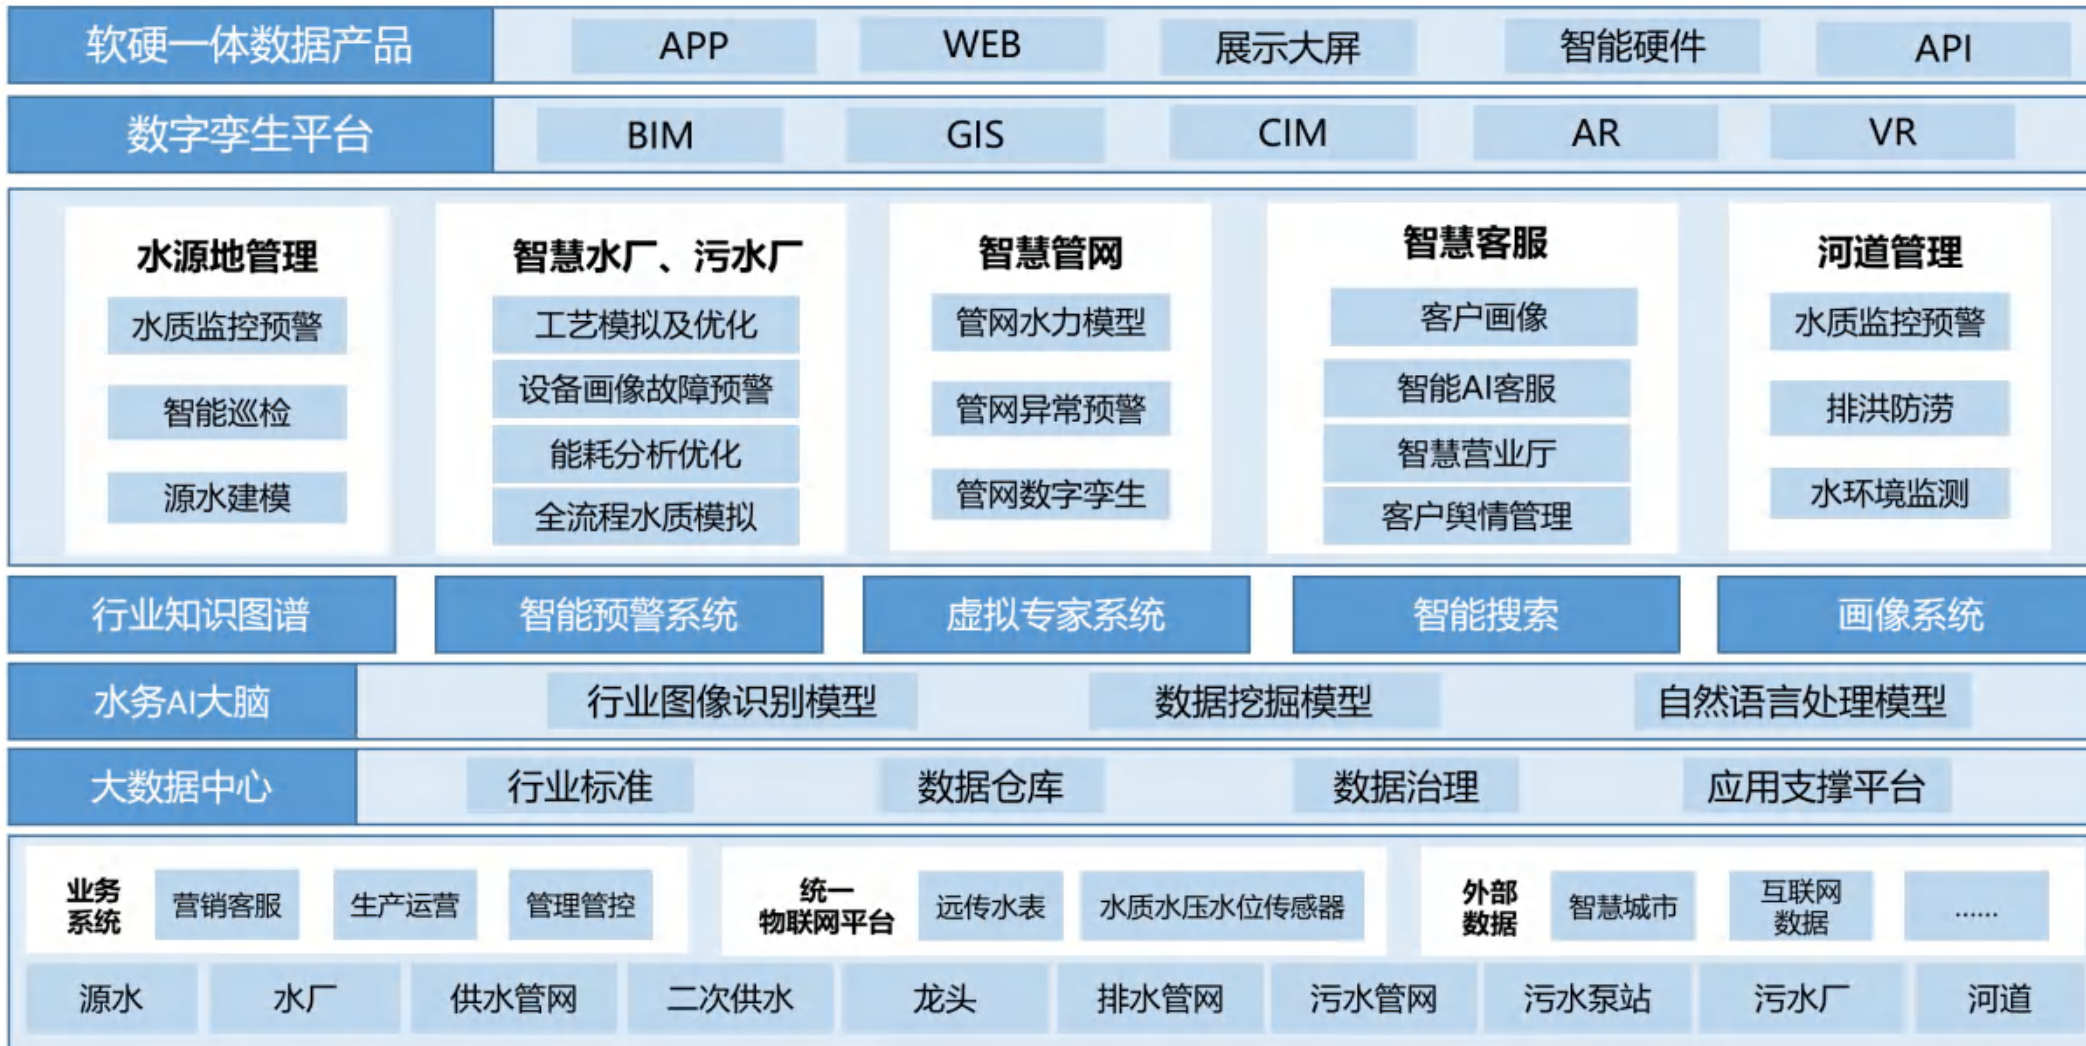 软硬一体数据产品 APP WEB 展示大屏 智能硬件 API
数字孪生平台 BIM GIS CIM AR VR
水源地管理
水质监控预警
智能巡检
源水建模
智慧水厂、污水厂
工艺模拟及优化
设备画像故障预警
能耗分析优化
全流程水质模拟
智慧管网
管网水力模型
管网异常预警
管网数字孪生
智慧客服
客户画像
智能AI客服
智慧营业厅
客户舆情管理
河道管理
水质监控预警
排洪防涝
水环境监测
行业知识图谱 智能预警系统 虚拟专家系统 智能搜索 画像系统
水务AI大脑 行业图像识别模型 数据挖掘模型 自然语言处理模型
大数据中心 行业标准 数据仓库 数据治理 应用支撑平台
业务
系统
营销客服 生产运营 管理管控
统一
物联网平台
远传水表 水质水压水位传感器
外部
数据
智慧城市
互联网
数据
......
源水 水厂 供水管网 二次供水 龙头 排水管网 污水管网 污水泵站 污水厂 河道